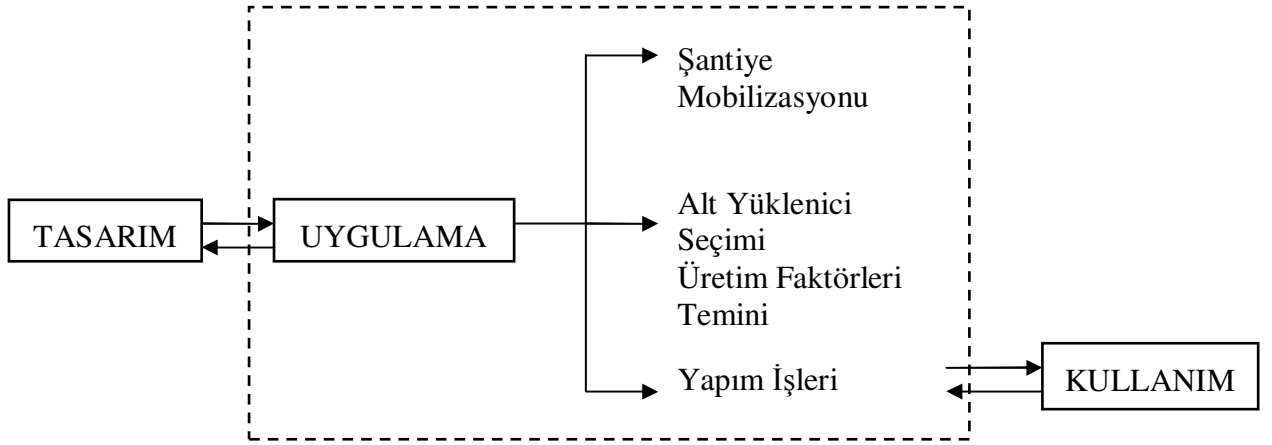 Şantiye
Mobilizasyonu
TASARIM
UYGULAMA
Alt Yüklenici
Seçimi
Üretim Faktörleri
Temini
Yapım İşleri
KULLANIM